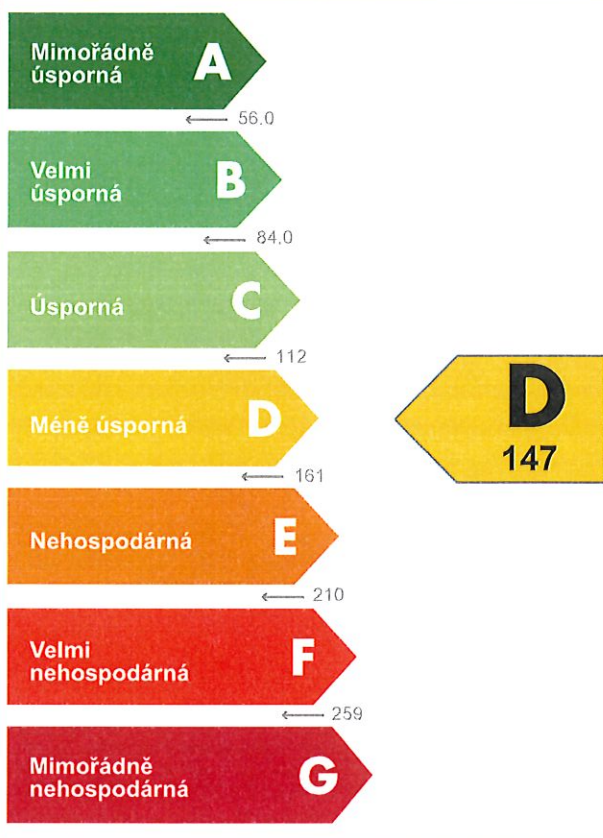 Mimořádně
úsporná
A
← 56.0
Velmi
úsporná
B
← 84.0
Úsporná
C
← 112
Méně úsporná
D
← 161
D
147
Nehospodárná
E
← 210
Velmi
nehospodárná
F
← 259
Mimořádně
nehospodárná
G